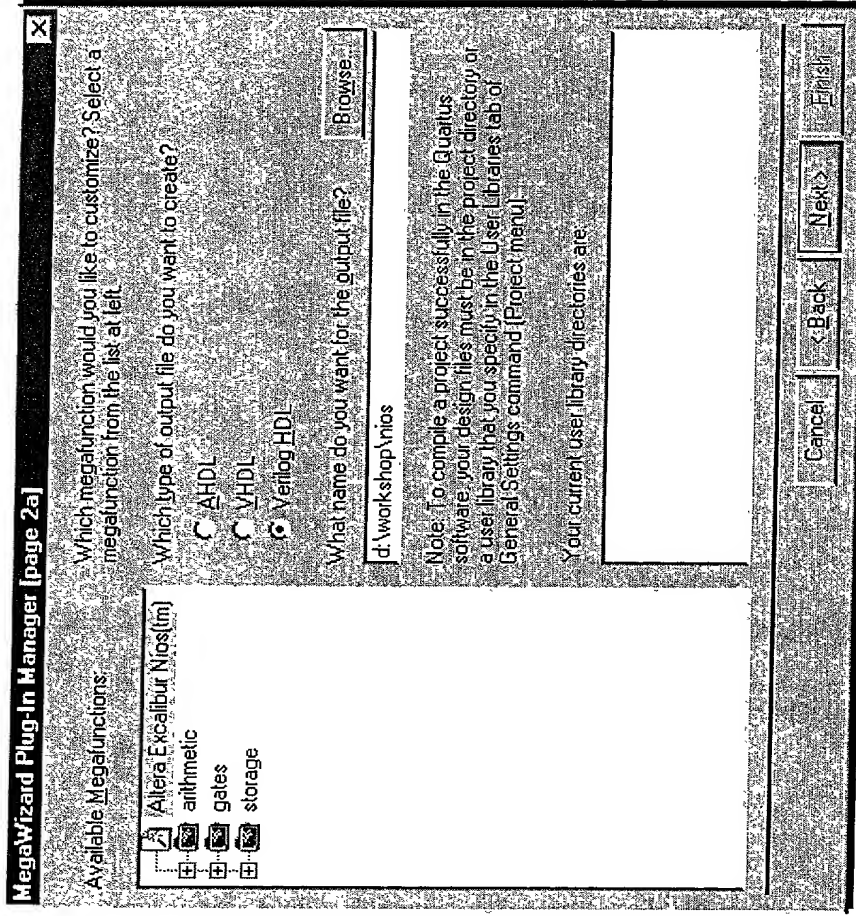 MegaWizard Plug-In Manager [page 2a]
Available Megafunctions:
Altera Excalibur Nios(tm)
arithmetic
gates
storage
Which megafunction would you like to customize? Select a
megafunction from the list at left.
Which type of output file do you want to create?
AHDL
VHDL
Verilog HDL
What name do you want for the output file?
Browse...
d:\workshop\nios
Note: To compile a project successfully in the Quartus
software, your design files must be in the project directory or
a user library that you specify in the User Libraries tab of
General Settings command (Project menu).
Your current user library directories are:
Cancel
< Back
Next >
Finish